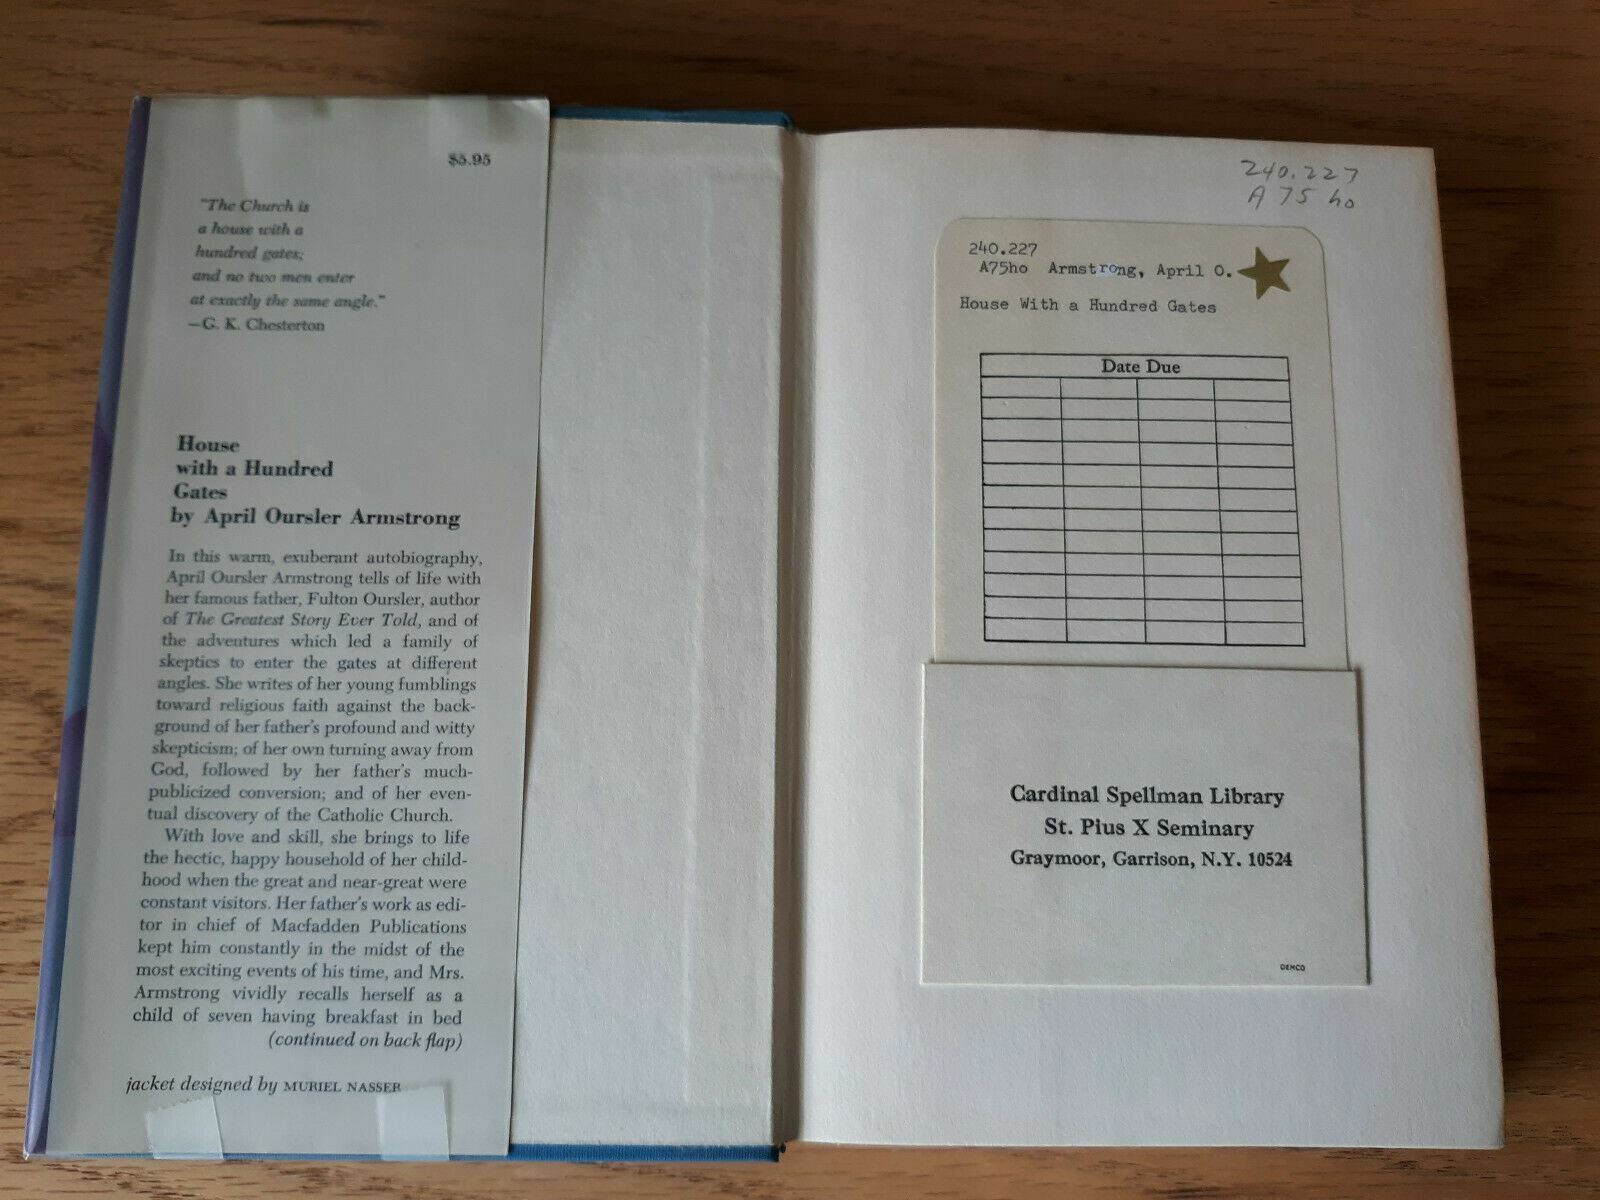 $5.95
"The Church is
a house with a
hundred gates;
and no two men enter
at exactly the same angle."
—G. K. Chesterton
House
with a Hundred
Gates
by April Oursler Armstrong
In this warm, exuberant autobiography,
April Oursler Armstrong tells of life with
her famous father, Fulton Oursler, author
of The Greatest Story Ever Told, and of
the adventures which led a family of
skeptics to enter the gates at different
angles. She writes of her young fumblings
toward religious faith against the back-
ground of her father's profound and witty
skepticism; of her own turning away from
God, followed by her father's much-
publicized conversion; and of her even-
tual discovery of the Catholic Church.
With love and skill, she brings to life
the hectic, happy household of her child-
hood when the great and near-great were
constant visitors. Her father's work as edi-
tor in chief of Macfadden Publications
kept him constantly in the midst of the
most exciting events of his time, and Mrs.
Armstrong vividly recalls herself as a
child of seven having breakfast in bed
(continued on back flap)
jacket designed by MURIEL NASSER
240.227
A 75 ho
240.227
A75ho Armstrong, April O.
House With a Hundred Gates
Date Due
Cardinal Spellman Library
St. Pius X Seminary
Graymoor, Garrison, N.Y. 10524
DEMCO